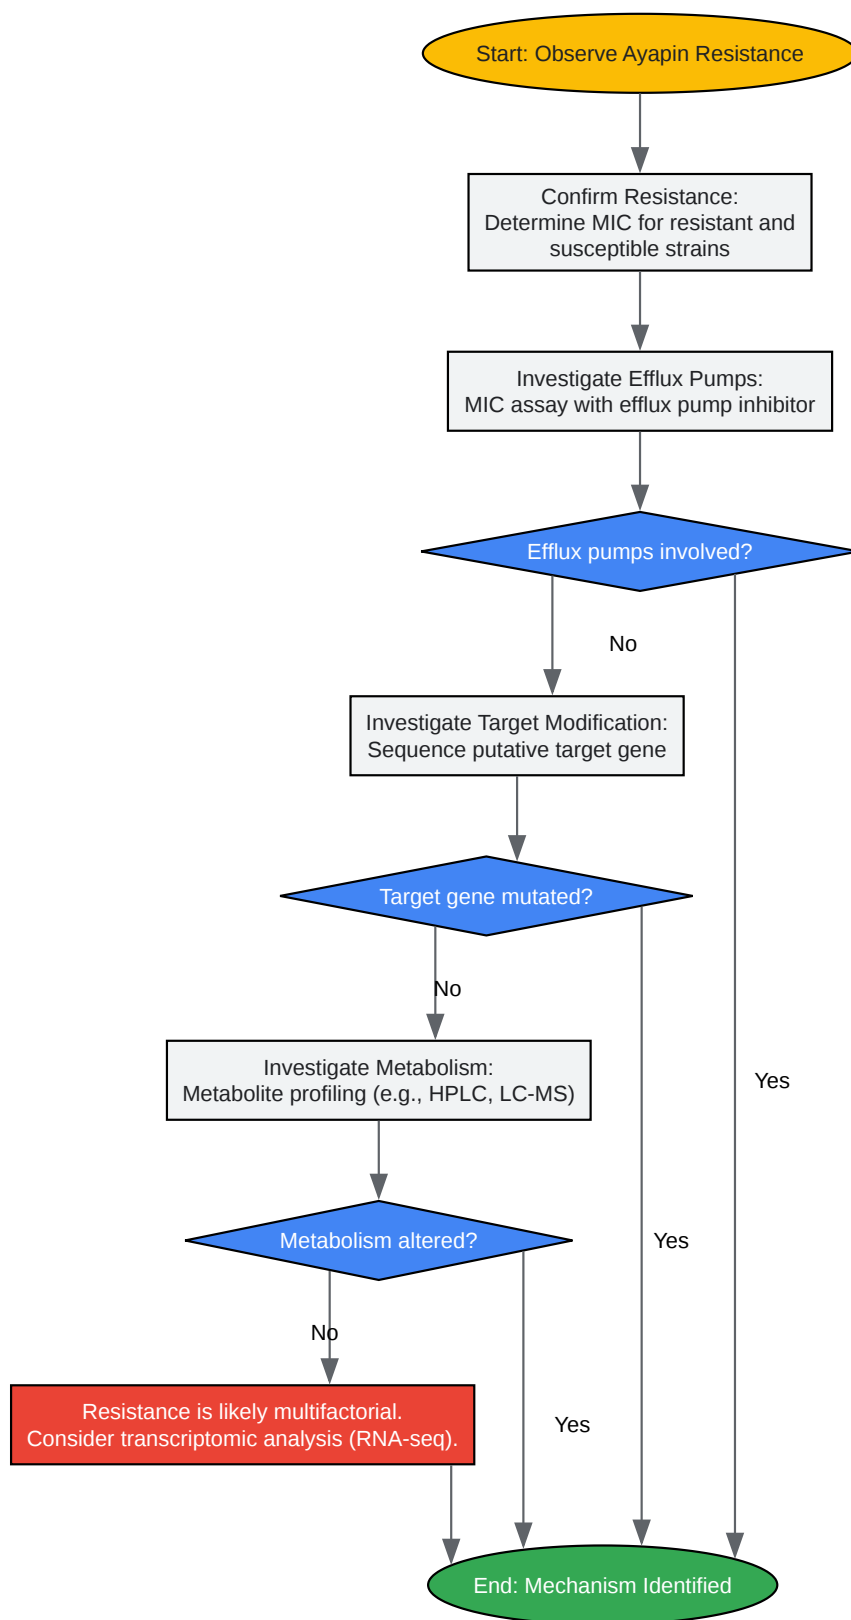 Start: Observe Ayapin Resistance
Confirm Resistance:
Determine MIC for resistant and
susceptible strains
Investigate Efflux Pumps:
MIC assay with efflux pump inhibitor
Efflux pumps involved?
No
Investigate Target Modification:
Sequence putative target gene
Target gene mutated?
No
Investigate Metabolism:
Metabolite profiling (e.g., HPLC, LC-MS)
Yes
Metabolism altered?
Yes
No
Resistance is likely multifactorial.
Consider transcriptomic analysis (RNA-seq).
Yes
End: Mechanism Identified